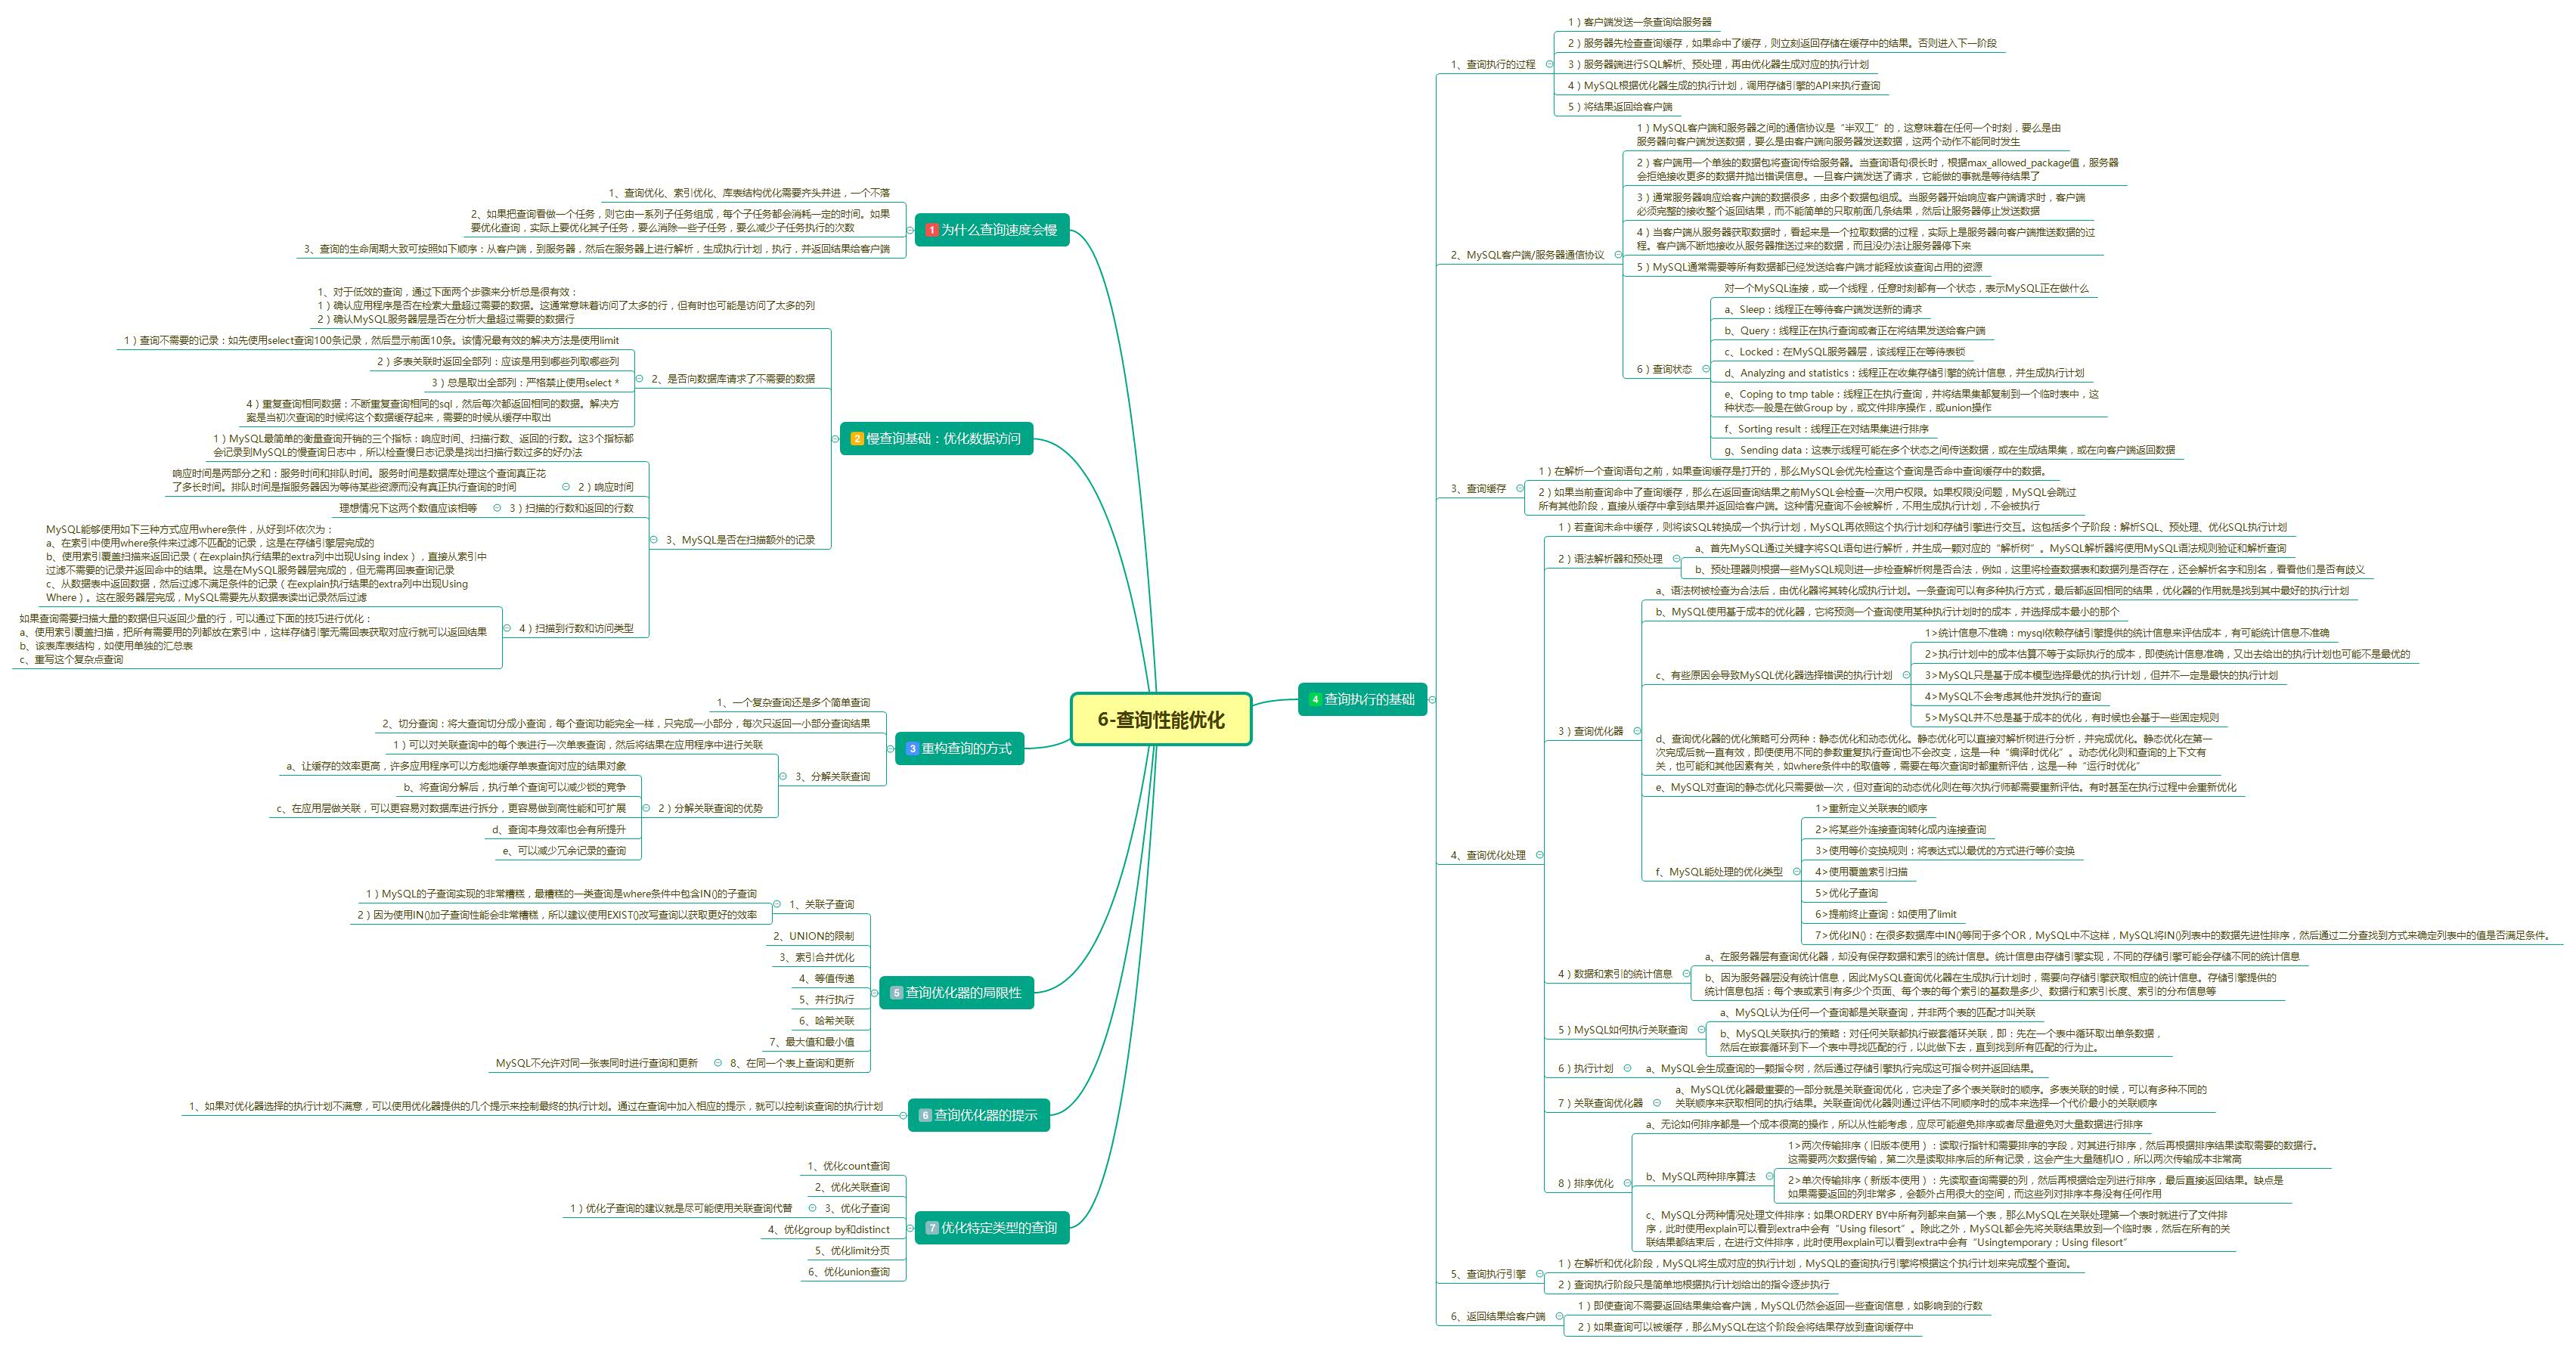 6-查询性能优化
1 为什么查询速度会慢
1、查询优化、索引优化、库表结构优化需要齐头并进，一个不落
2、如果把查询看做一个任务，则它由一系列子任务组成，每个子任务都会消耗一定的时间。如果
要优化查询，实际上要优化其子任务，要么消除一些子任务，要么减少子任务执行的次数
3、查询的生命周期大致可按照如下顺序：从客户端，到服务器，然后在服务器上进行解析，生成执行计划，执行，并返回结果给客户端
2 慢查询基础：优化数据访问
1、对于低效的查询，通过下面两个步骤来分析总是很有效：
1）确认应用程序是否在检索大量超过需要的数据。这通常意味着访问了太多的行，但有时也可能是访问了太多的列
2）确认MySQL服务器层是否在分析大量超过需要的数据行
2、是否向数据库请求了不需要的数据
1）查询不需要的记录：如先使用select查询100条记录，然后显示前面10条。该情况最有效的解决方法是使用limit
2）多表关联时返回全部列：应该是用到哪些列取哪些列
3）总是取出全部列：严格禁止使用select *
4）重复查询相同数据：不断重复查询相同的sql，然后每次都返回相同的数据。解决方
案是当初次查询的时候将这个数据缓存起来，需要的时候从缓存中取出
3、MySQL是否在扫描额外的记录
1）MySQL最简单的衡量查询开销的三个指标：响应时间、扫描行数、返回的行数。这3个指标都
会记录到MySQL的慢查询日志中，所以检查慢日志记录是找出扫描行数过多的好办法
2）响应时间
响应时间是两部分之和：服务时间和排队时间。服务时间是数据库处理这个查询真正花
了多长时间。排队时间是指服务器因为等待某些资源而没有真正执行查询的时间
3）扫描的行数和返回的行数
理想情况下这两个数值应该相等
4）扫描到行数和访问类型
MySQL能够使用如下三种方式应用where条件，从好到坏依次为：
a、在索引中使用where条件来过滤不匹配的记录，这是在存储引擎层完成的
b、使用索引覆盖扫描来返回记录（在explain执行结果的extra列中出现Using index），直接从索引中
过滤不需要的记录并返回命中的结果。这是在MySQL服务器层完成的，但无需再回表查询记录
c、从数据表中返回数据，然后过滤不满足条件的记录（在explain执行结果的extra列中出现Using
Where）。这在服务器层完成，MySQL需要先从数据表读出记录然后过滤
如果查询需要扫描大量的数据但只返回少量的行，可以通过下面的技巧进行优化：
a、使用索引覆盖扫描，把所有需要用的列都放在索引中，这样存储引擎无需回表获取对应行就可以返回结果
b、该表库表结构，如使用单独的汇总表
c、重写这个复杂点查询
3 重构查询的方式
1、一个复杂查询还是多个简单查询
2、切分查询：将大查询切分成小查询，每个查询功能完全一样，只完成一小部分，每次只返回一小部分查询结果
3、分解关联查询
1）可以对关联查询中的每个表进行一次单表查询，然后将结果在应用程序中进行关联
2）分解关联查询的优势
a、让缓存的效率更高，许多应用程序可以方彪地缓存单表查询对应的结果对象
b、将查询分解后，执行单个查询可以减少锁的竞争
c、在应用层做关联，可以更容易对数据库进行拆分，更容易做到高性能和可扩展
d、查询本身效率也会有所提升
e、可以减少冗余记录的查询
5 查询优化器的局限性
1、关联子查询
1）MySQL的子查询实现的非常糟糕，最糟糕的一类查询是where条件中包含IN()的子查询
2）因为使用IN()加子查询性能会非常糟糕，所以建议使用EXIST()改写查询以获取更好的效率
2、UNION的限制
3、索引合并优化
4、等值传递
5、并行执行
6、哈希关联
7、最大值和最小值
8、在同一个表上查询和更新
MySQL不允许对同一张表同时进行查询和更新
6 查询优化器的提示
1、如果对优化器选择的执行计划不满意，可以使用优化器提供的几个提示来控制最终的执行计划。通过在查询中加入相应的提示，就可以控制该查询的执行计划
7 优化特定类型的查询
1、优化count查询
2、优化关联查询
3、优化子查询
1）优化子查询的建议就是尽可能使用关联查询代替
4、优化group by和distinct
5、优化limit分页
6、优化union查询
4 查询执行的基础
1、查询执行的过程
1）客户端发送一条查询给服务器
2）服务器先检查查询缓存，如果命中了缓存，则立刻返回存储在缓存中的结果。否则进入下一阶段
3）服务器端进行SQL解析、预处理，再由优化器生成对应的执行计划
4）MySQL根据优化器生成的执行计划，调用存储引擎的API来执行查询
5）将结果返回给客户端
2、MySQL客户端/服务器通信协议
1）MySQL客户端和服务器之间的通信协议是“半双工”的，这意味着在任何一个时刻，要么是由
服务器向客户端发送数据，要么是由客户端向服务器发送数据，这两个动作不能同时发生
2）客户端用一个单独的数据包将查询传给服务器。当查询语句很长时，根据max_allowed_package值，服务器
会拒绝接收更多的数据并抛出错误信息。一旦客户端发送了请求，它能做的事就是等待结果了
3）通常服务器响应给客户端的数据很多，由多个数据包组成。当服务器开始响应客户端请求时，客户端
必须完整的接收整个返回结果，而不能简单的只取前面几条结果，然后让服务器停止发送数据
4）当客户端从服务器获取数据时，看起来是一个拉取数据的过程，实际上是服务器向客户端推送数据的过
程。客户端不断地接收从服务器推送过来的数据，而且没办法让服务器停下来
5）MySQL通常需要等所有数据都已经发送给客户端才能释放该查询占用的资源
6）查询状态
对一个MySQL连接，或一个线程，任意时刻都有一个状态，表示MySQL正在做什么
a、Sleep：线程正在等待客户端发送新的请求
b、Query：线程正在执行查询或者正在将结果发送给客户端
c、Locked：在MySQL服务器层，该线程正在等待表锁
d、Analyzing and statistics：线程正在收集存储引擎的统计信息，并生成执行计划
e、Coping to tmp table：线程正在执行查询，并将结果集都复制到一个临时表中，这
种状态一般是在做Group by，或文件排序操作，或union操作
f、Sorting result：线程正在对结果集进行排序
g、Sending data：这表示线程可能在多个状态之间传送数据，或在生成结果集，或在向客户端返回数据
3、查询缓存
1）在解析一个查询语句之前，如果查询缓存是打开的，那么MySQL会优先检查这个查询是否命中查询缓存中的数据。
2）如果当前查询命中了查询缓存，那么在返回查询结果之前MySQL会检查一次用户权限。如果权限没问题，MySQL会跳过
所有其他阶段，直接从缓存中拿到结果并返回给客户端。这种情况查询不会被解析，不用生成执行计划，不会被执行
4、查询优化处理
1）若查询未命中缓存，则将该SQL转换成一个执行计划，MySQL再依照这个执行计划和存储引擎进行交互。这包括多个子阶段：解析SQL、预处理、优化SQL执行计划
2）语法解析器和预处理
a、首先MySQL通过关键字将SQL语句进行解析，并生成一颗对应的“解析树”。MySQL解析器将使用MySQL语法规则验证和解析查询
b、预处理器则根据一些MySQL规则进一步检查解析树是否合法，例如，这里将检查数据表和数据列是否存在，还会解析名字和别名，看看他们是否有歧义
3）查询优化器
a、语法树被检查为合法后，由优化器将其转化成执行计划。一条查询可以有多种执行方式，最后都返回相同的结果，优化器的作用就是找到其中最好的执行计划
b、MySQL使用基于成本的优化器，它将预测一个查询使用某种执行计划时的成本，并选择成本最小的那个
c、有些原因会导致MySQL优化器选择错误的执行计划
1>统计信息不准确：mysql依赖存储引擎提供的统计信息来评估成本，有可能统计信息不准确
2>执行计划中的成本估算不等于实际执行的成本，即使统计信息准确，又出去给出的执行计划也可能不是最优的
3>MySQL只是基于成本模型选择最优的执行计划，但并不一定是最快的执行计划
4>MySQL不会考虑其他并发执行的查询
5>MySQL并不总是基于成本的优化，有时候也会基于一些固定规则
d、查询优化器的优化策略可分两种：静态优化和动态优化。静态优化可以直接对解析树进行分析，并完成优化。静态优化在第一
次完成后就一直有效，即使使用不同的参数重复执行查询也不会改变，这是一种“编译时优化”。动态优化则和查询的上下文有
关，也可能和其他因素有关，如where条件中的取值等，需要在每次查询时都重新评估，这是一种“运行时优化”
e、MySQL对查询的静态优化只需要做一次，但对查询的动态优化则在每次执行师都需要重新评估。有时甚至在执行过程中会重新优化
f、MySQL能处理的优化类型
1>重新定义关联表的顺序
2>将某些外连接查询转化成内连接查询
3>使用等价变换规则：将表达式以最优的方式进行等价变换
4>使用覆盖索引扫描
5>优化子查询
6>提前终止查询：如使用了limit
7>优化IN()：在很多数据库中IN()等同于多个OR，MySQL中不这样，MySQL将IN()列表中的数据先进性排序，然后通过二分查找到方式来确定列表中的值是否满足条件。
4）数据和索引的统计信息
a、在服务器层有查询优化器，却没有保存数据和索引的统计信息。统计信息由存储引擎实现，不同的存储引擎可能会存储不同的统计信息
b、因为服务器层没有统计信息，因此MySQL查询优化器在生成执行计划时，需要向存储引擎获取相应的统计信息。存储引擎提供的
统计信息包括：每个表或索引有多少个页面、每个表的每个索引的基数是多少、数据行和索引长度、索引的分布信息等
5）MySQL如何执行关联查询
a、MySQL认为任何一个查询都是关联查询，并非两个表的匹配才叫关联
b、MySQL关联执行的策略：对任何关联都执行嵌套循环关联，即：先在一个表中循环取出单条数据，
然后在嵌套循环到下一个表中寻找匹配的行，以此做下去，直到找到所有匹配的行为止。
6）执行计划
a、MySQL会生成查询的一颗指令树，然后通过存储引擎执行完成这可指令树并返回结果。
7）关联查询优化器
a、MySQL优化器最重要的一部分就是关联查询优化，它决定了多个表关联时的顺序。多表关联的时候，可以有多种不同的
关联顺序来获取相同的执行结果。关联查询优化器则通过评估不同顺序时的成本来选择一个代价最小的关联顺序
8）排序优化
a、无论如何排序都是一个成本很高的操作，所以从性能考虑，应尽可能避免排序或者尽量避免对大量数据进行排序
b、MySQL两种排序算法
1>两次传输排序（旧版本使用）：读取行指针和需要排序的字段，对其进行排序，然后再根据排序结果读取需要的数据行。
这需要两次数据传输，第二次是读取排序后的所有记录，这会产生大量随机IO，所以两次传输成本非常高
2>单次传输排序（新版本使用）：先读取查询需要的列，然后再根据给定列进行排序，最后直接返回结果。缺点是
如果需要返回的列非常多，会额外占用很大的空间，而这些列对排序本身没有任何作用
c、MySQL分两种情况处理文件排序：如果ORDERY BY中所有列都来自第一个表，那么MySQL在关联处理第一个表时就进行了文件排
序，此时使用explain可以看到extra中会有“Using filesort”。除此之外，MySQL都会先将关联结果放到一个临时表，然后在所有的关
联结果都结束后，在进行文件排序，此时使用explain可以看到extra中会有“Usingtemporary；Using filesort”
5、查询执行引擎
1）在解析和优化阶段，MySQL将生成对应的执行计划，MySQL的查询执行引擎将根据这个执行计划来完成整个查询。
2）查询执行阶段只是简单地根据执行计划给出的指令逐步执行
6、返回结果给客户端
1）即使查询不需要返回结果集给客户端，MySQL仍然会返回一些查询信息，如影响到的行数
2）如果查询可以被缓存，那么MySQL在这个阶段会将结果存放到查询缓存中